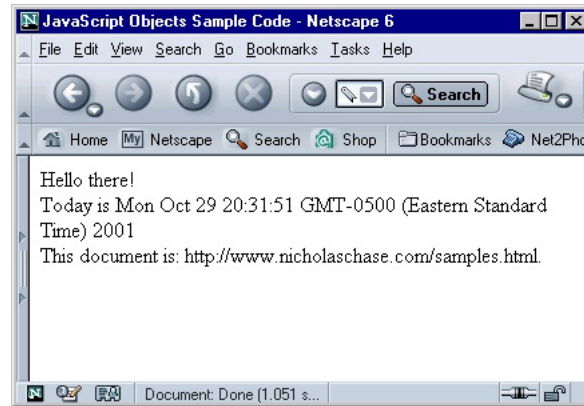 JavaScript Objects Sample Code - Netscape 6
File Edit View Search Go Bookmarks Tasks Help
Search
Home My Netscape Search Shop Bookmarks Net2Pho
Hello there!
Today is Mon Oct 29 20:31:51 GMT-0500 (Eastern Standard
Time) 2001
This document is: http://www.nicholaschase.com/samples.html.
Document: Done (1.051 s...